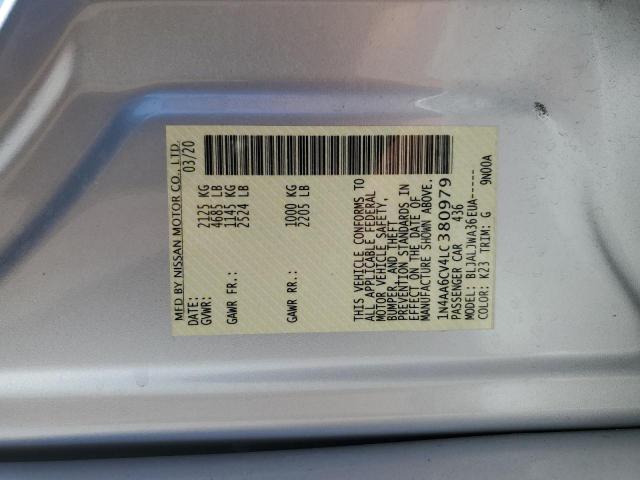 MFD BY NISSAN MOTOR CO., LTD.
DATE OF: 03/20
GVWR: 2125 KG
4685 LB
GAWR FR.: 1145 KG
2524 LB
GAWR RR.: 1000 KG
2205 LB
THIS VEHICLE CONFORMS TO
ALL APPLICABLE FEDERAL
MOTOR VEHICLE SAFETY,
BUMPER, AND THEFT
PREVENTION STANDARDS IN
EFFECT ON THE DATE OF
MANUFACTURE SHOWN ABOVE.
1N4AA6CV4LC380979
PASSENGER CAR 436
MODEL: BLJALJWA36EUA-----
COLOR: K23 TRIM: G 9N00A